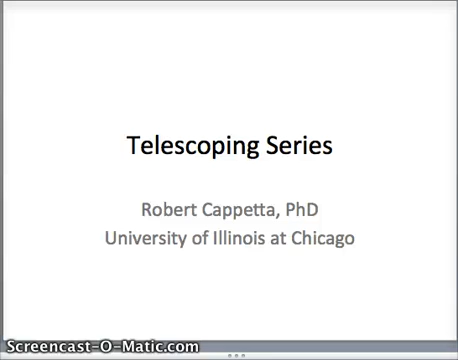 Telescoping Series
Robert Cappetta, PhD
University of Illinois at Chicago
Screencast-O-Matic.com